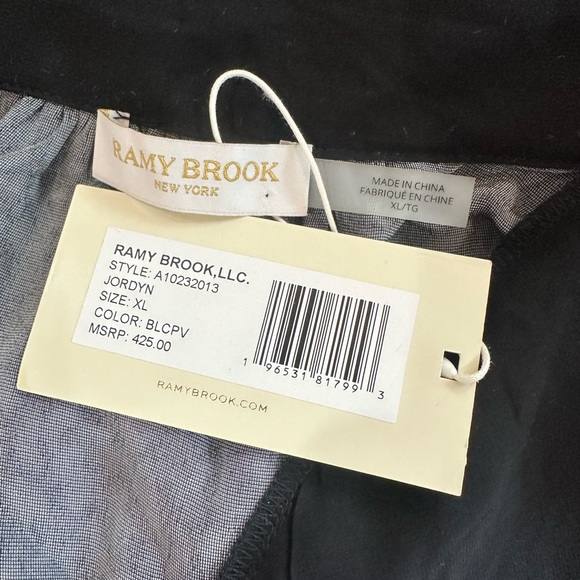 RAMY BROOK
NEW YORK
MADE IN CHINA
FABRIQUÉ EN CHINE
XL/TG
RAMY BROOK,LLC.
STYLE: A10232013
JORDYN
SIZE: XL
COLOR: BLCPV
MSRP: 425.00
1 96531 81799 3
RAMYBROOK.COM